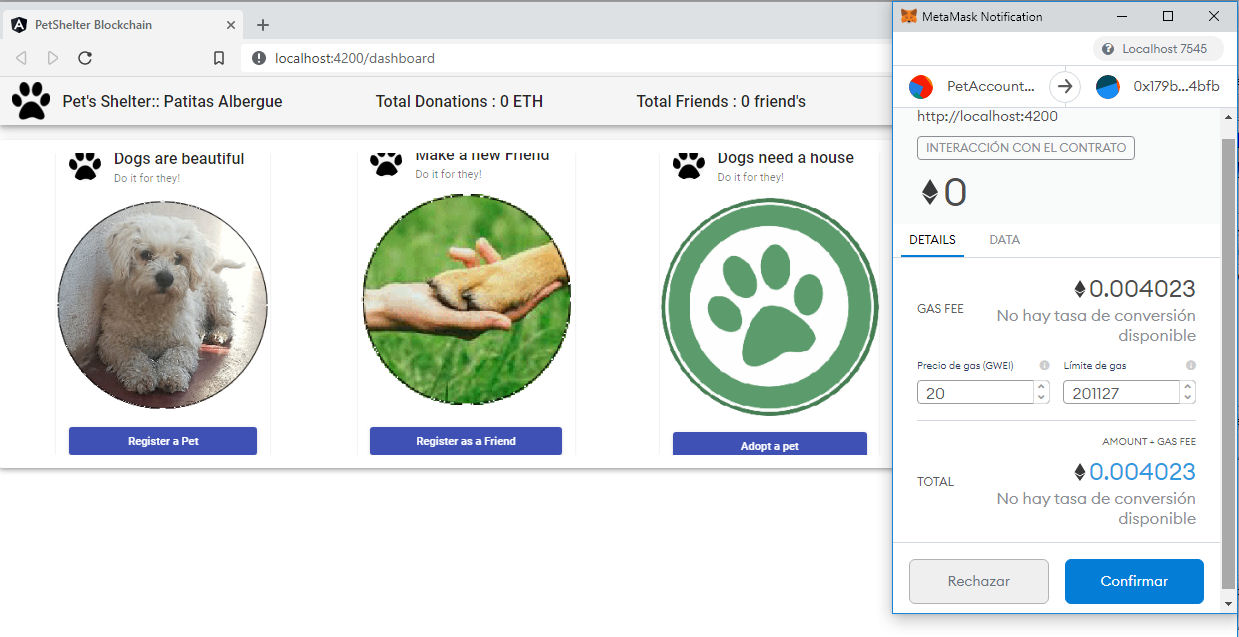 PetShelter Blockchain
localhost:4200/dashboard
Pet's Shelter:: Patitas Albergue
Total Donations : 0 ETH
Total Friends : 0 friend's
Dogs are beautiful
Do it for they!
Make a new Friend
Do it for they!
Dogs need a house
Do it for they!
Register a Pet
Register as a Friend
Adopt a pet
MetaMask Notification
Localhost 7545
PetAccount...
0x179b...4bfb
http://localhost:4200
INTERACCIÓN CON EL CONTRATO
0
DETAILS
DATA
GAS FEE
0.004023
No hay tasa de conversión
disponible
Precio de gas (GWEI)
Límite de gas
20
201127
AMOUNT + GAS FEE
TOTAL
0.004023
No hay tasa de conversión
disponible
Rechazar
Confirmar